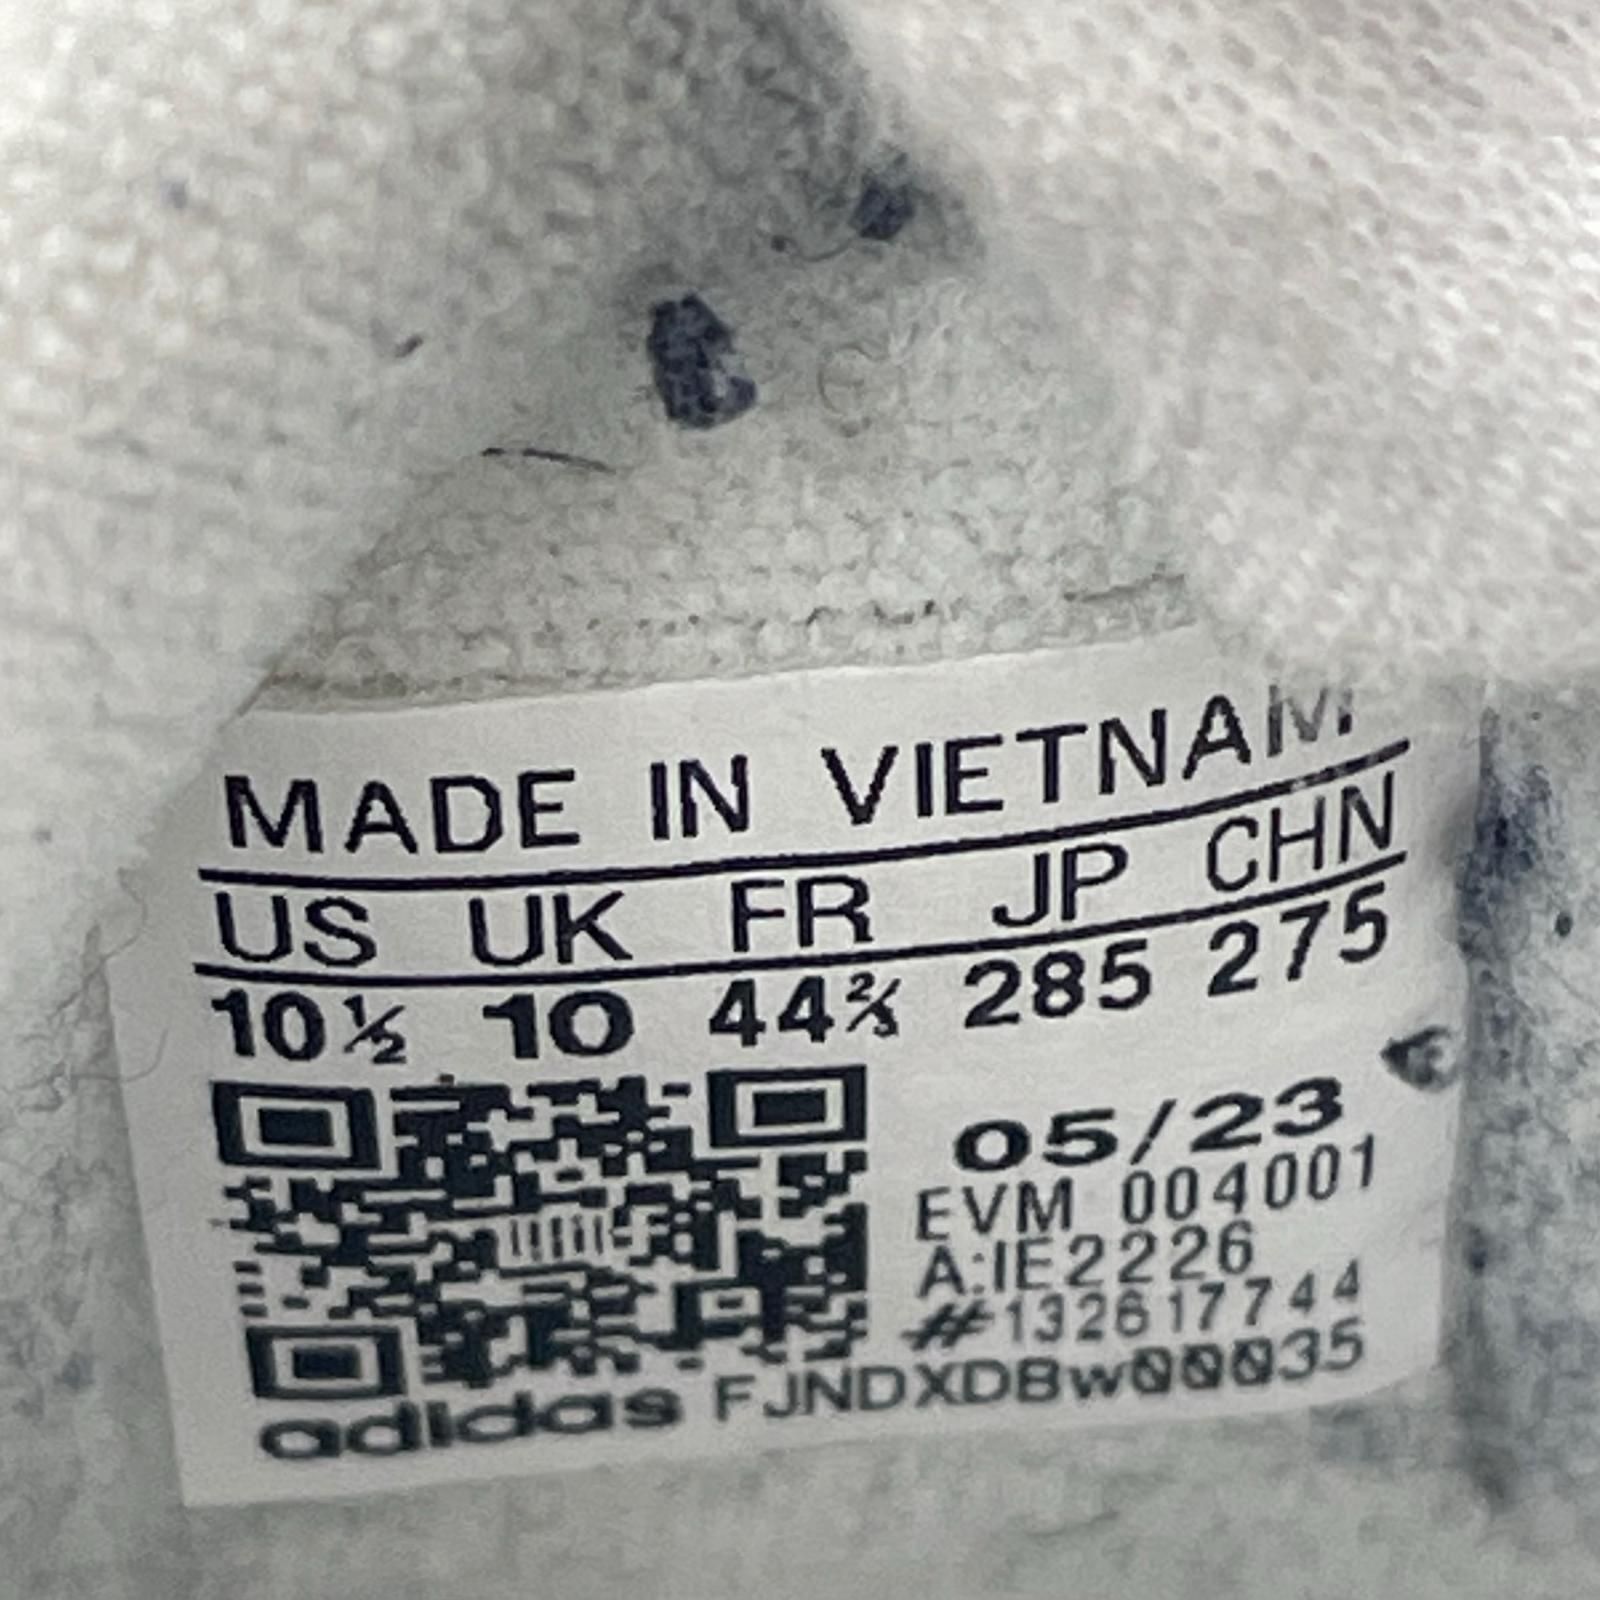 MADE IN VIETNAM
US UK FR JP CHN
10½ 10 44⅔ 285 275
05/23
EVM 004001
A:IE2226
#132617744
adidas FJNDXDBw00035